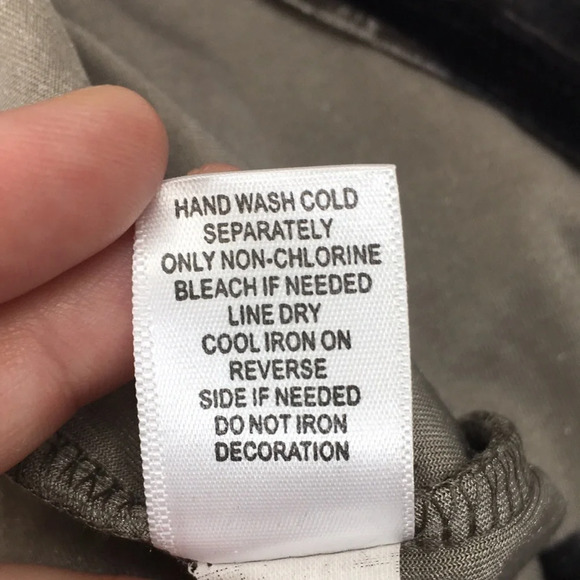 HAND WASH COLD
SEPARATELY
ONLY NON-CHLORINE
BLEACH IF NEEDED
LINE DRY
COOL IRON ON
REVERSE
SIDE IF NEEDED
DO NOT IRON
DECORATION